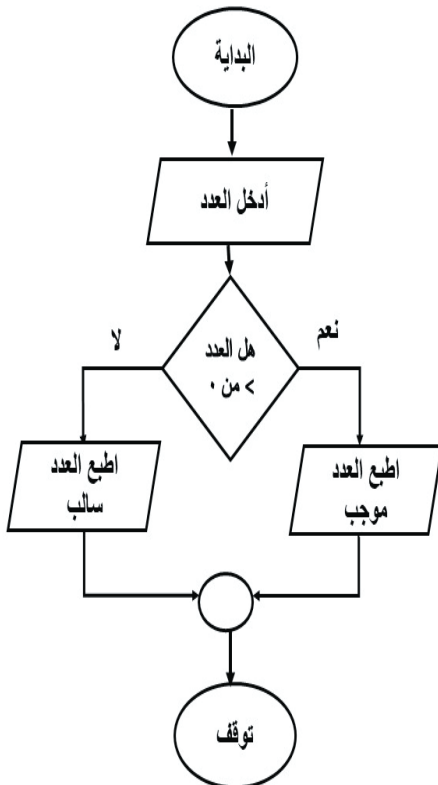 البداية
أدخل العدد
هل العدد
> من ٠
نعم
لا
اطبع العدد
موجب
اطبع العدد
سالب
توقف